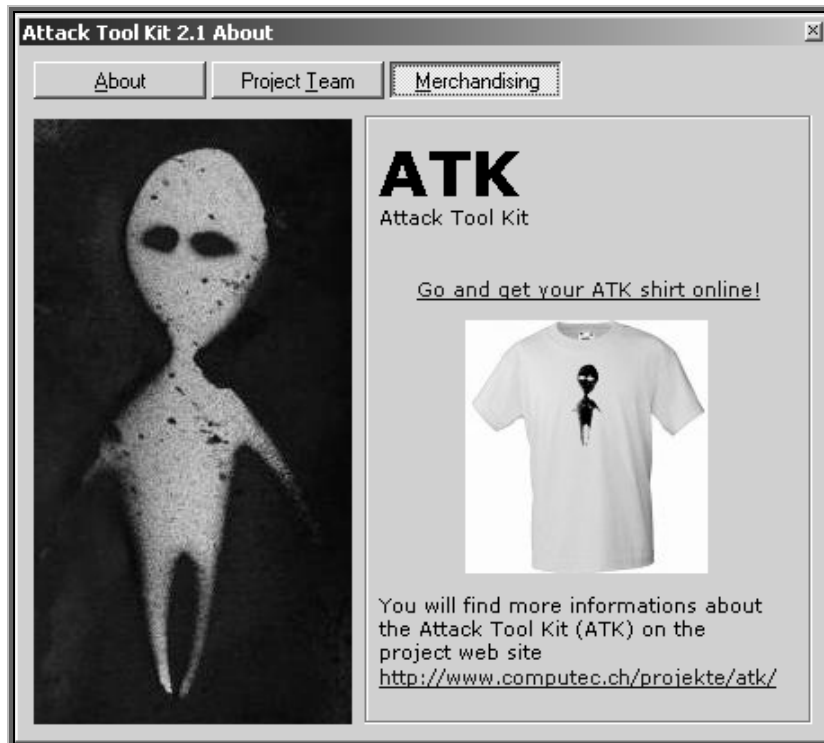 Attack Tool Kit 2.1 About
About Project Team Merchandising
ATK
Attack Tool Kit
Go and get your ATK shirt online!
You will find more informations about
the Attack Tool Kit (ATK) on the
project web site
http://www.computec.ch/projekte/atk/